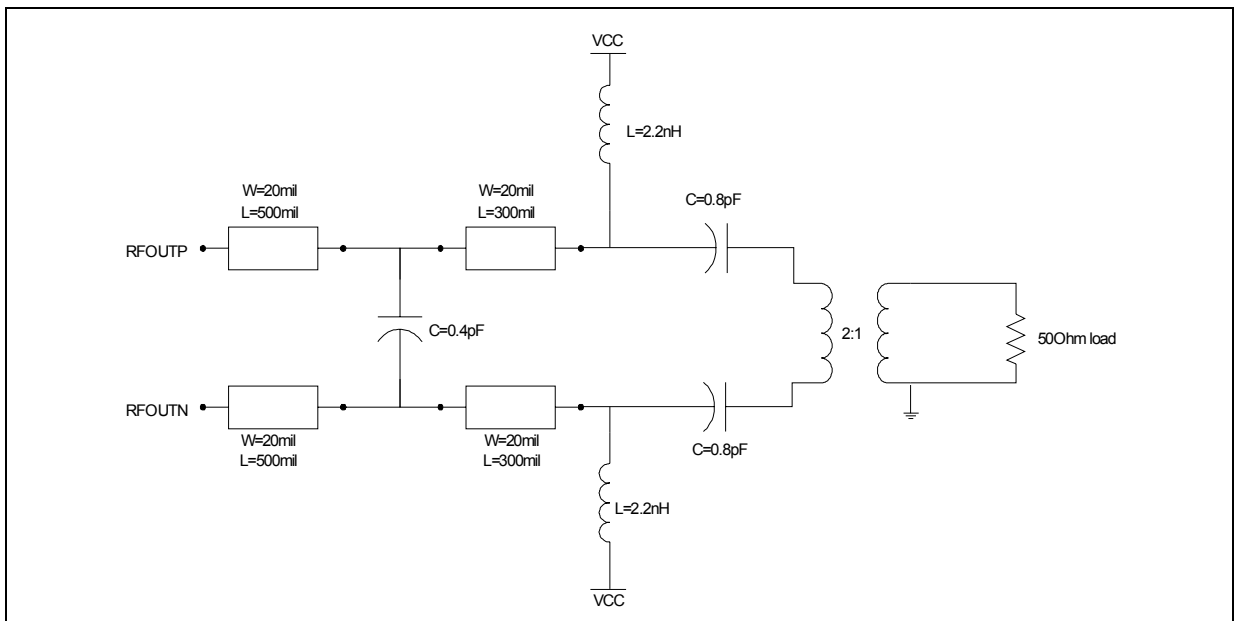 VCC
L=2.2nH
W=20mil
L=500mil
W=20mil
L=300mil
C=0.8pF
RFOUTP
C=0.4pF
2:1
50Ohm load
RFOUTN
W=20mil
L=500mil
W=20mil
L=300mil
C=0.8pF
L=2.2nH
VCC